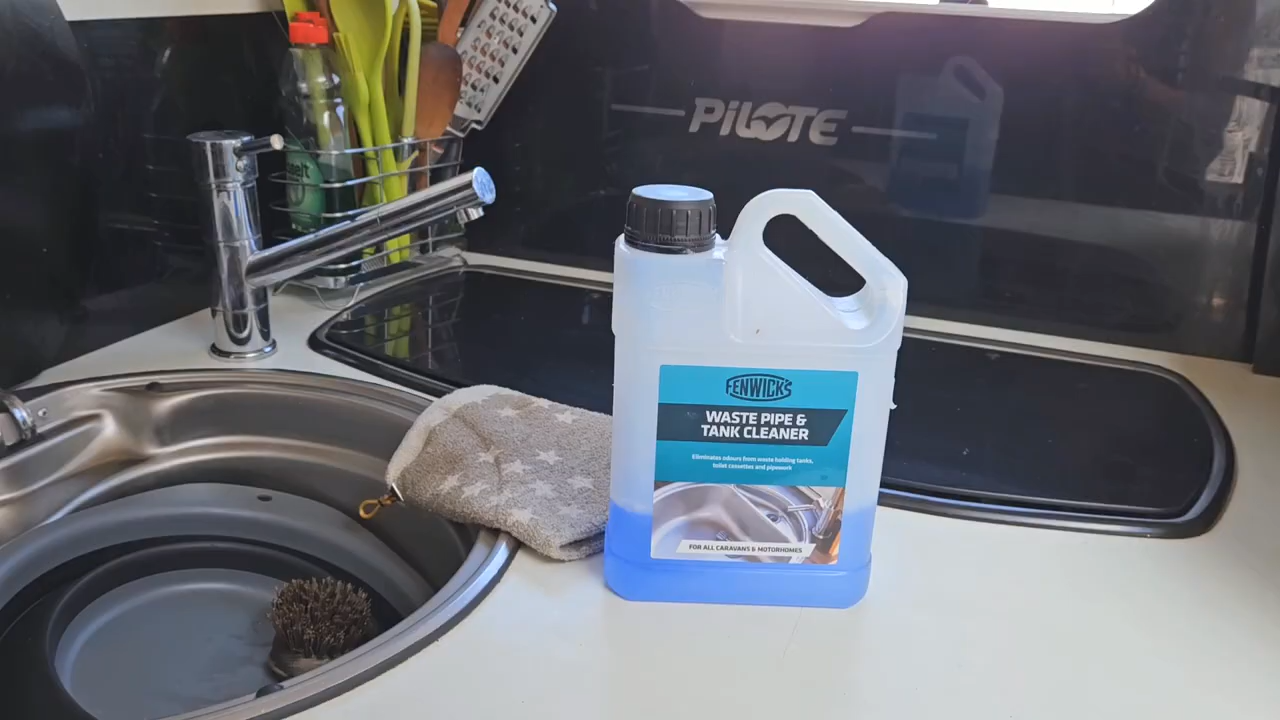 PiLOTE
FENWICKS
WASTE PIPE &
TANK CLEANER
Eliminates odours from waste holding tanks,
toilet cassettes and pipework
FOR ALL CARAVANS & MOTORHOMES